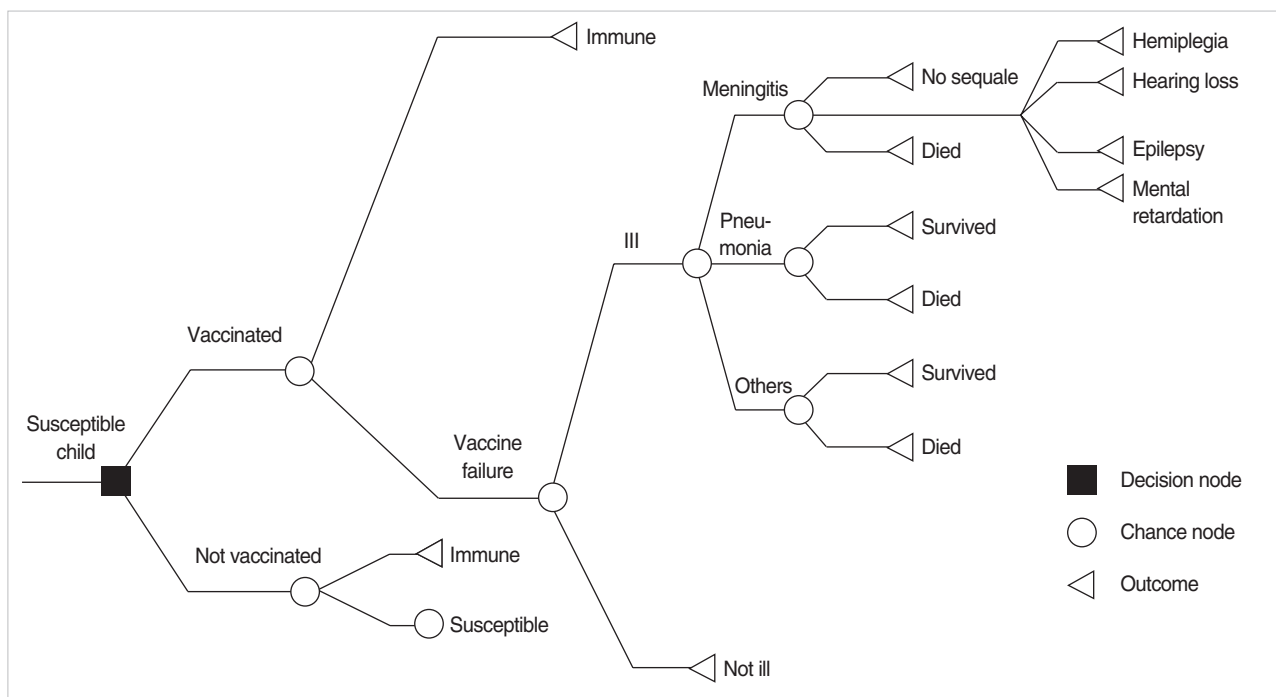 Immune
Hemiplegia
No sequale
Hearing loss
Meningitis
Died
Epilepsy
Mental
retardation
Pneu-
monia
Survived
III
Died
Vaccinated
Others
Survived
Susceptible
child
Vaccine
failure
Died
Decision node
Chance node
Not vaccinated
Immune
Outcome
Susceptible
Not ill